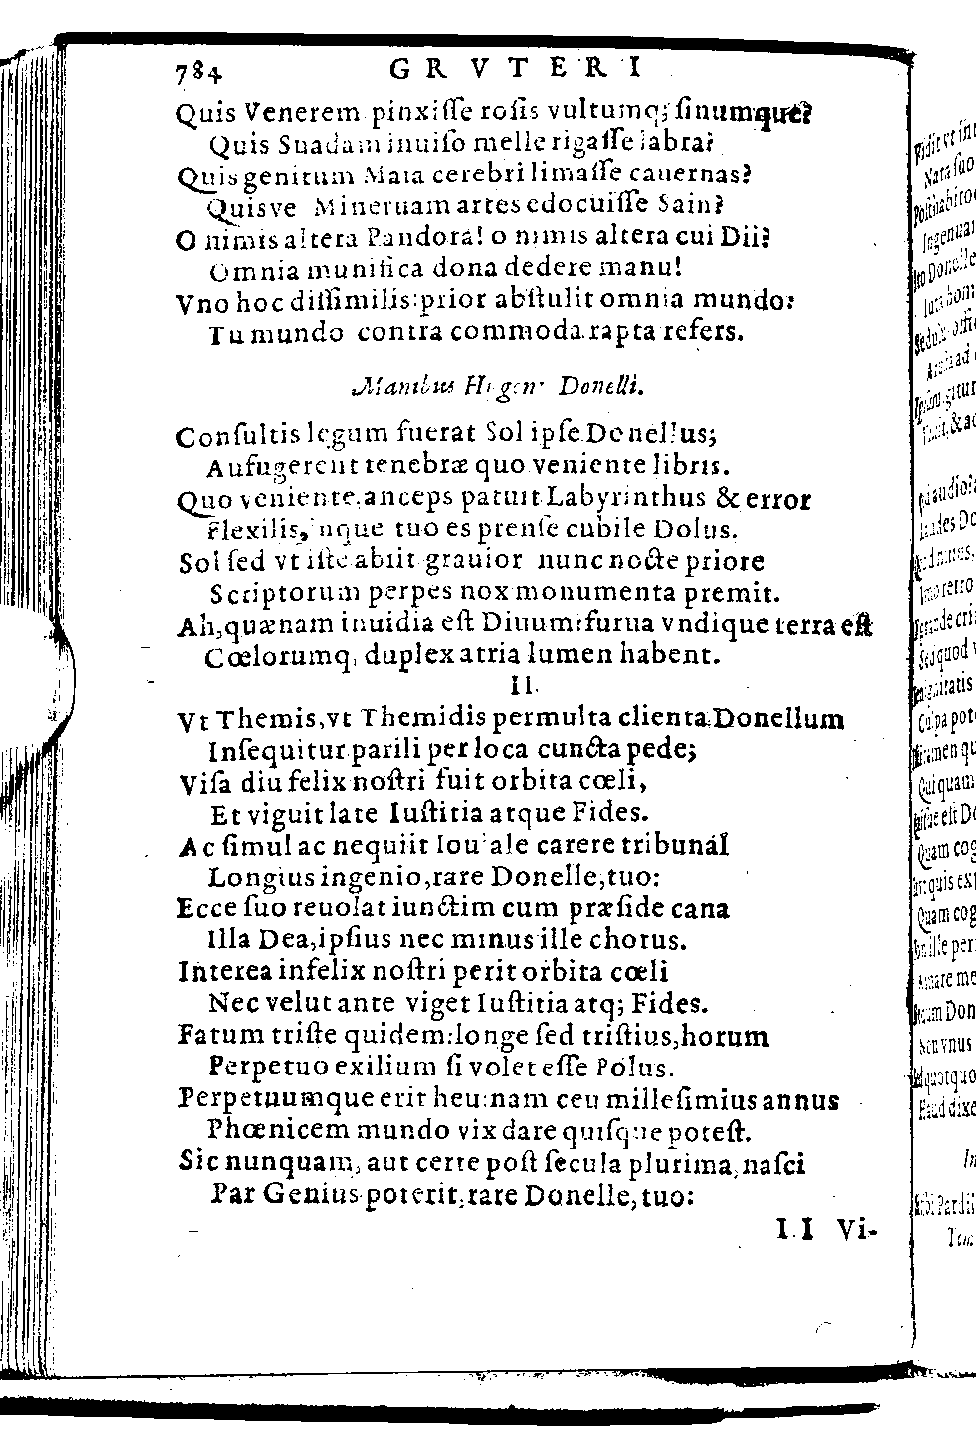 784 GRVTERI
Quis Venerem pinxiſſe roſis vultumq; ſinumque?
Quis Suadam inuiſo melle rigaſſe labra?
Quis genitum Maia cerebri limaſſe cauernas?
Quisve Mineruam artes edocuiſſe Sain?
O nimis altera Pandora! o nimis altera cui Dii?
Omnia munifica dona dedere manu!
Vno hoc diſſimilis: prior abſtulit omnia mundo:
Tu mundo contra commoda rapta refers.
Manibus Hugon Donelli.
Conſultis legum fuerat Sol ipſe Donellus;
Aufugerent tenebræ quo veniente libris.
Quo veniente, anceps patuit Labyrinthus & error
Flexilis, inque tuo es prenſe cubile Dolus.
Sol ſed vt iſte abiit grauior nunc nocte priore
Scriptorum perpes nox monumenta premit.
Ah, quænam inuidia eſt Diuum: furua vndique terra eſt
Cœlorumq, duplex atria lumen habent.
II.
Vt Themis, vt Themidis permulta clienta Donellum
Inſequitur parili per loca cuncta pede;
Viſa diu felix noſtri fuit orbita cœli,
Et viguit late Iuſtitia atque Fides.
Ac ſimul ac nequiit Iouiale carere tribunal
Longius ingenio, rare Donelle, tuo:
Ecce ſuo reuolat iunctim cum præſide cana
Illa Dea, ipſius nec minus ille chorus.
Interea infelix noſtri perit orbita cœli
Nec velut ante viget Iuſtitia atq; Fides.
Fatum triſte quidem: longe ſed triſtius, horum
Perpetuo exilium ſi volet eſſe Polus.
Perpetuumque erit heu: nam ceu milleſimius annus
Phœnicem mundo vix dare quiſque poteſt.
Sic nunquam, aut certe poſt ſecula plurima, naſci
Par Genius poterit, rare Donelle, tuo:
I.I Vi-